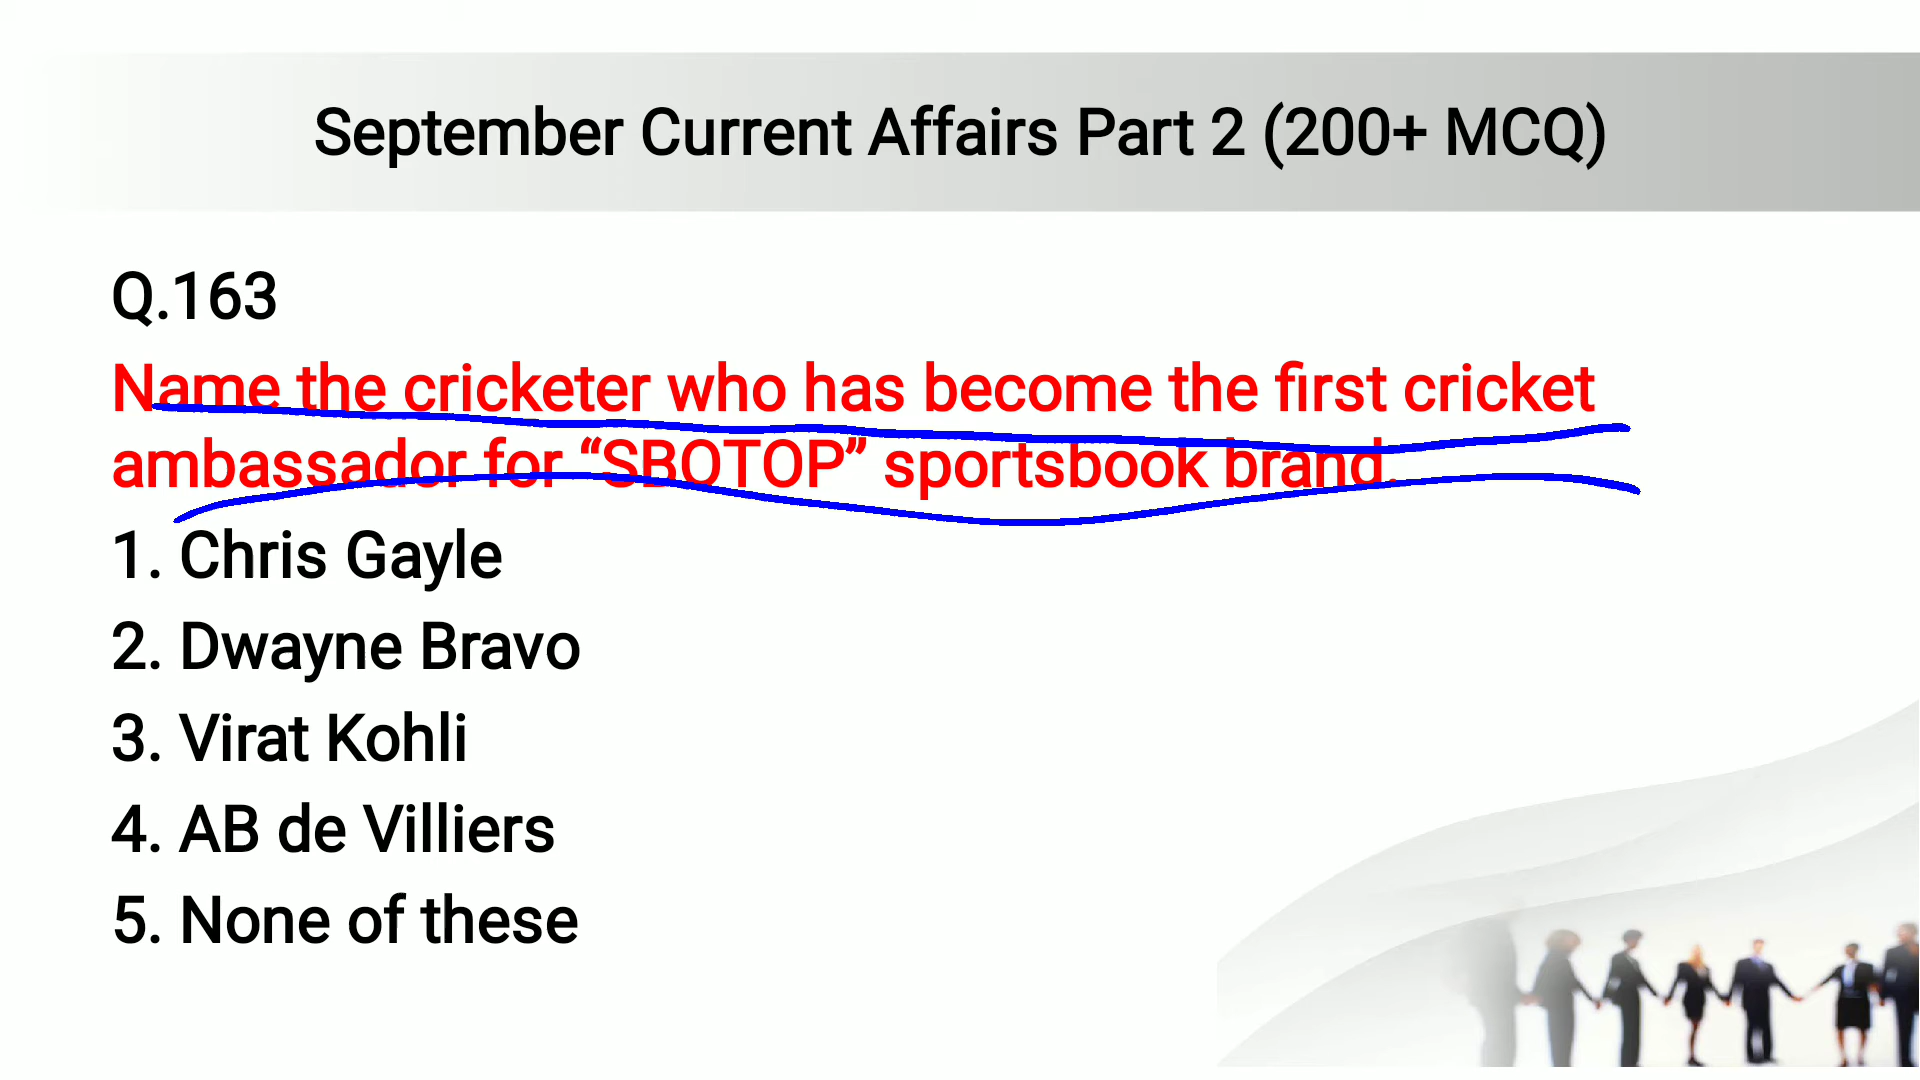 September Current Affairs Part 2 (200+ MCQ)
Q.163
Name the cricketer who has become the first cricket
ambassador for “SBOTOP” sportsbook brand.
1. Chris Gayle
2. Dwayne Bravo
3. Virat Kohli
4. AB de Villiers
5. None of these